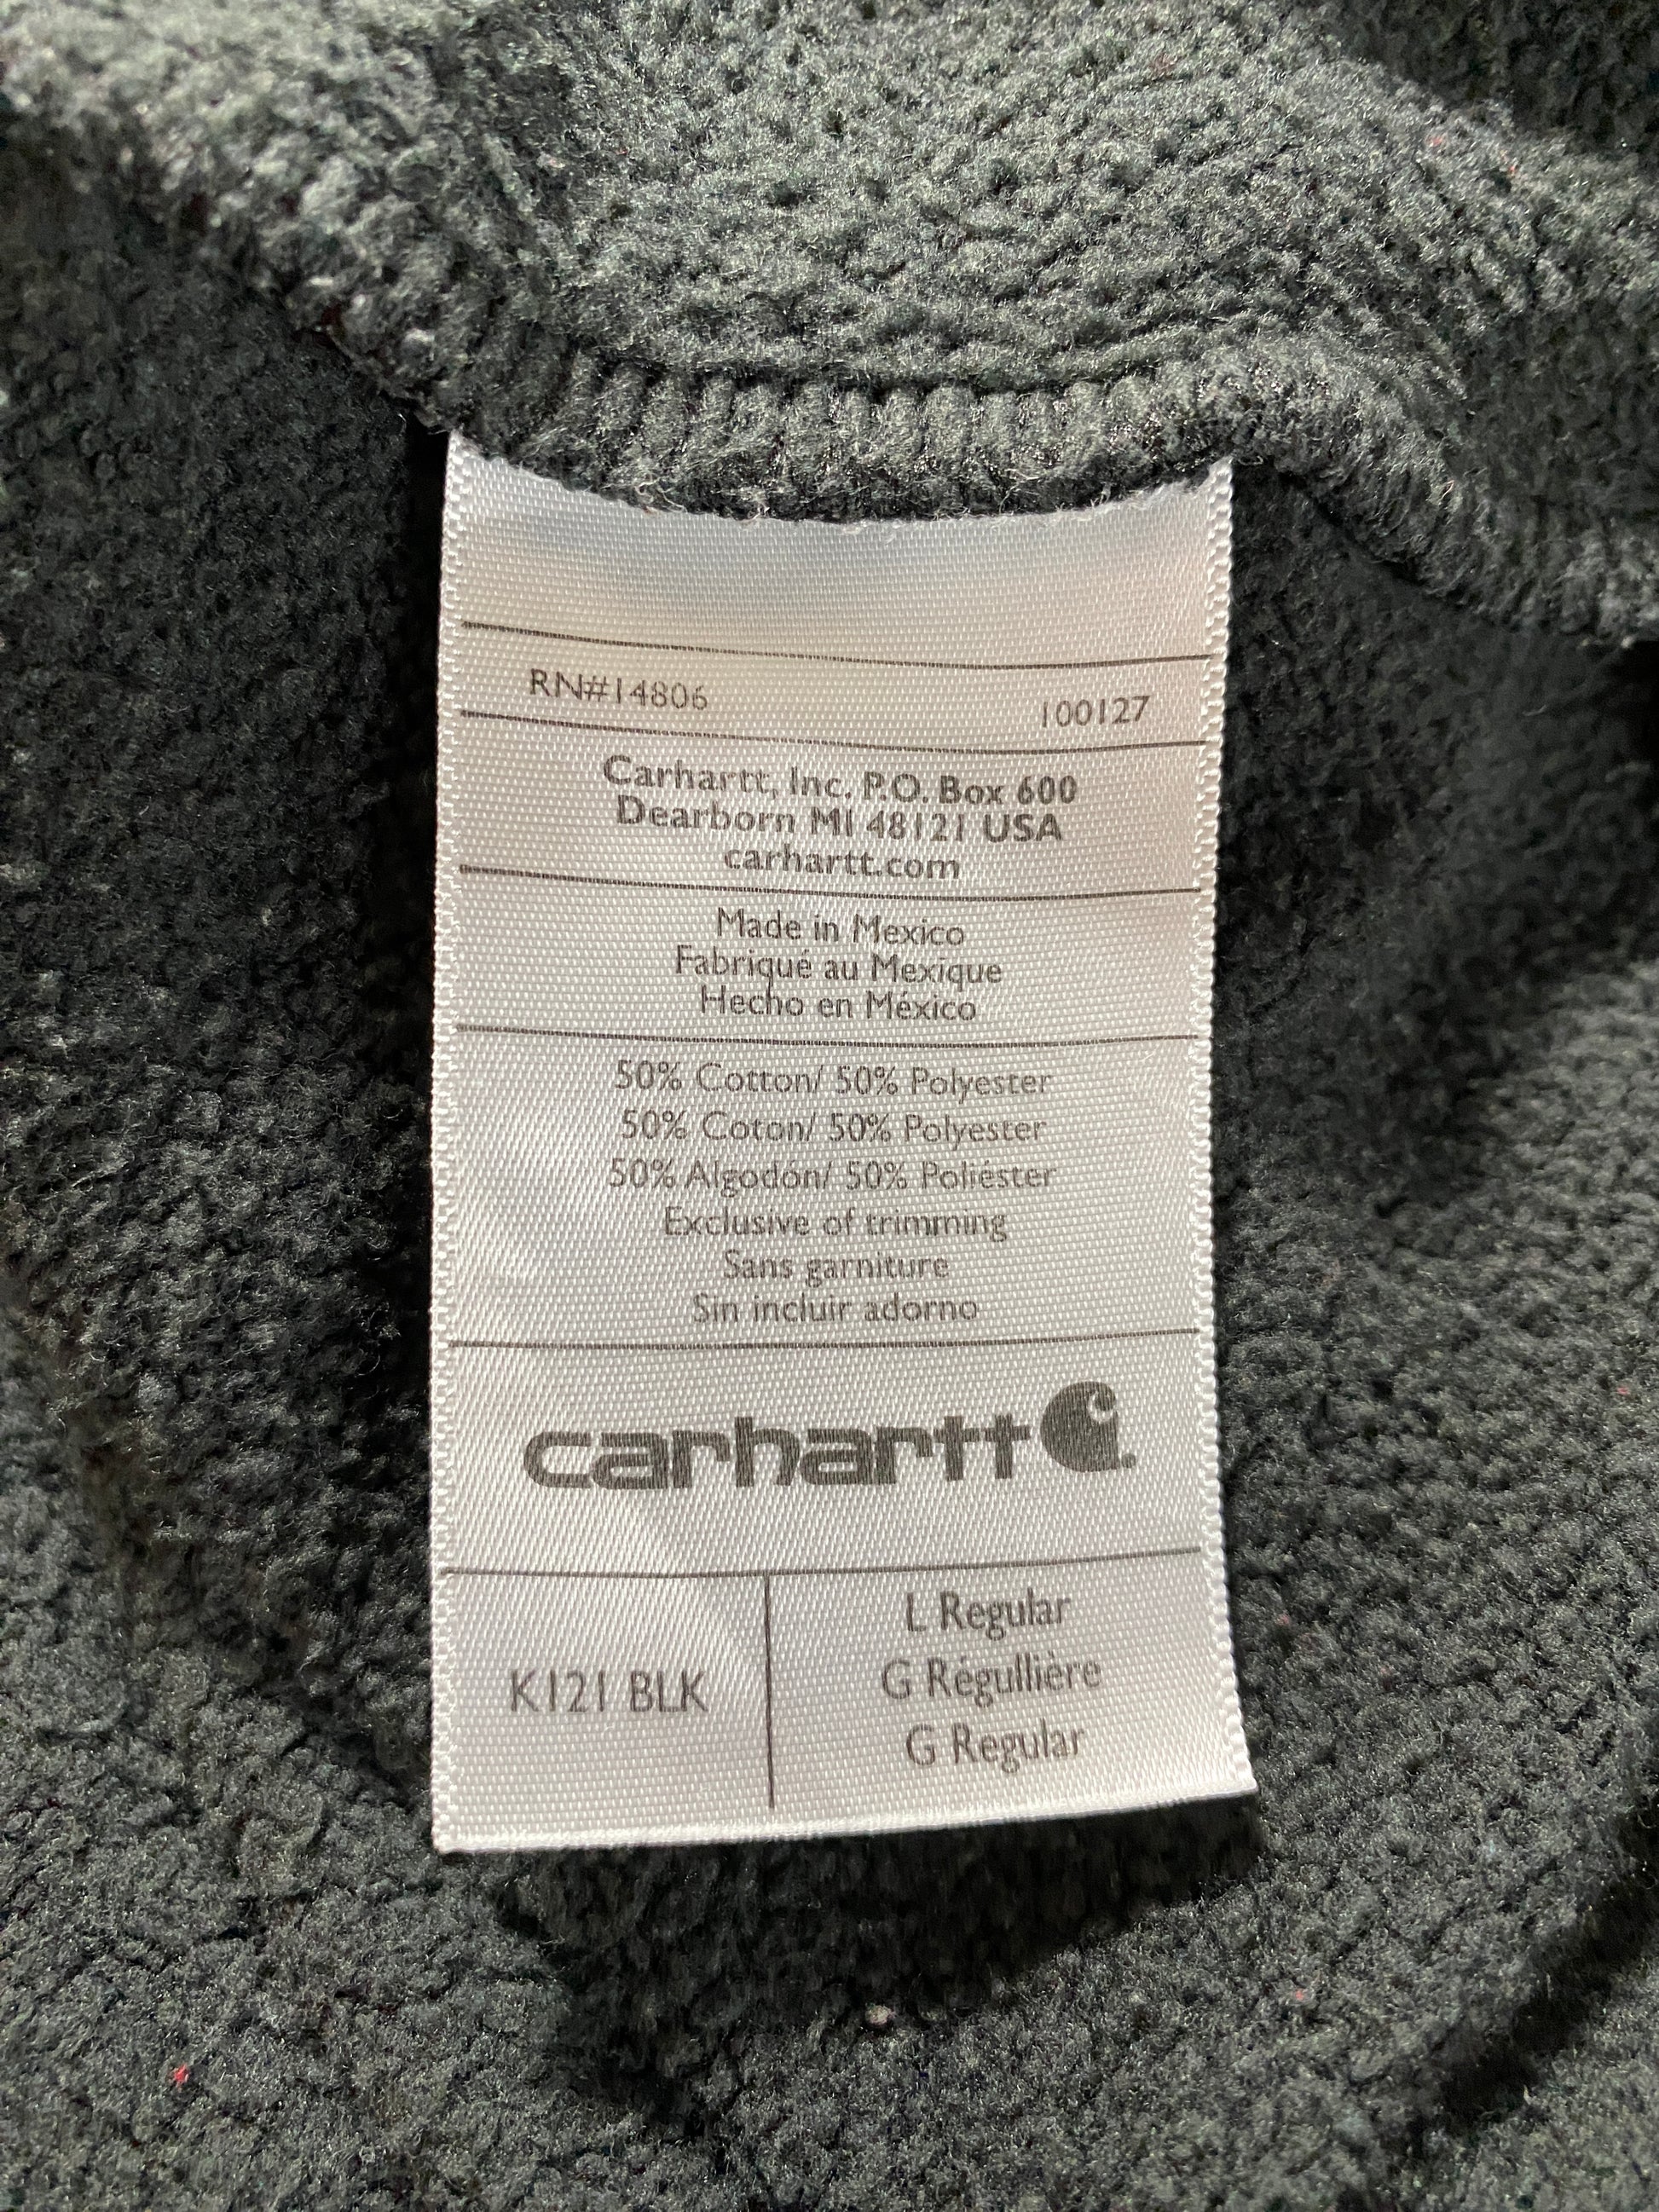 RN#14806 100127
Carhartt, Inc. P.O. Box 600
Dearborn MI 48121 USA
carhartt.com
Made in Mexico
Fabriqué au Mexique
Hecho en México
50% Cotton/ 50% Polyester
50% Coton/ 50% Polyester
50% Algodón/ 50% Poliéster
Exclusive of trimming
Sans garniture
Sin incluir adorno
carhartt
K121 BLK
L Regular
G Régullière
G Regular